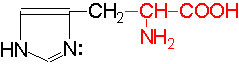 CH₂—CH—COOH
NH₂
HN N: